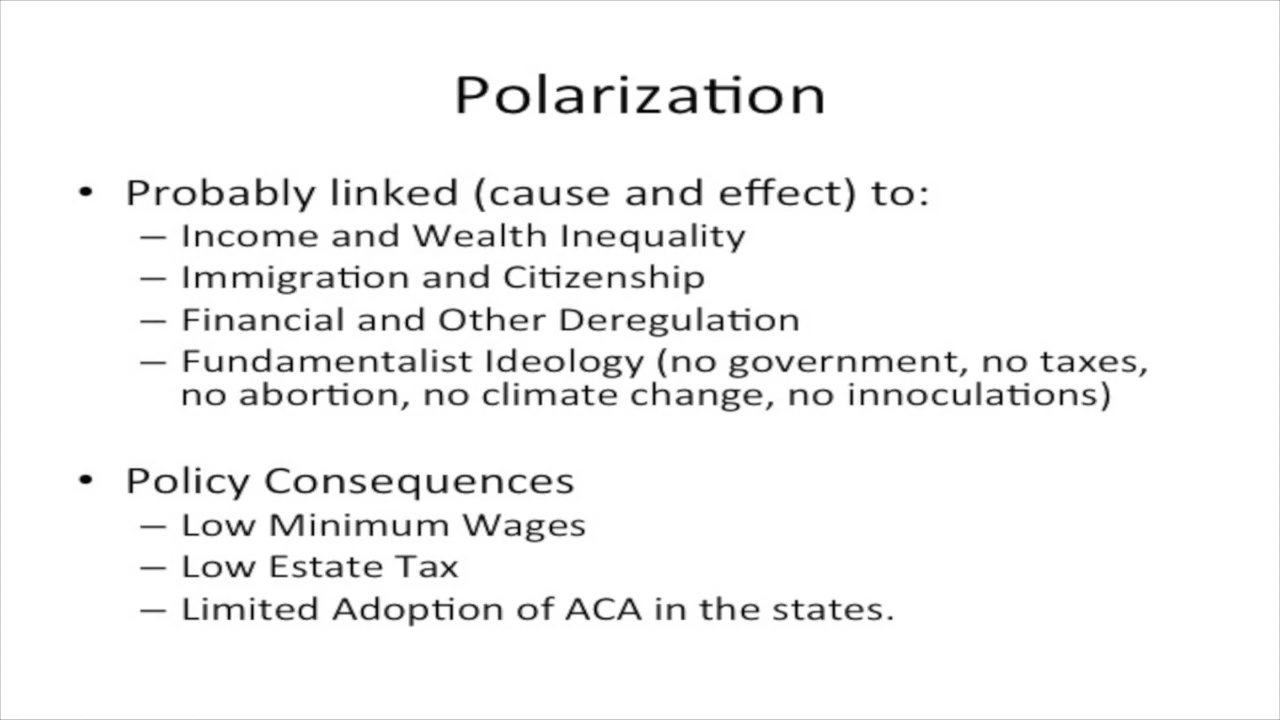 Polarization
• Probably linked (cause and effect) to:
– Income and Wealth Inequality
– Immigration and Citizenship
– Financial and Other Deregulation
– Fundamentalist Ideology (no government, no taxes,
no abortion, no climate change, no innoculations)
• Policy Consequences
– Low Minimum Wages
– Low Estate Tax
– Limited Adoption of ACA in the states.